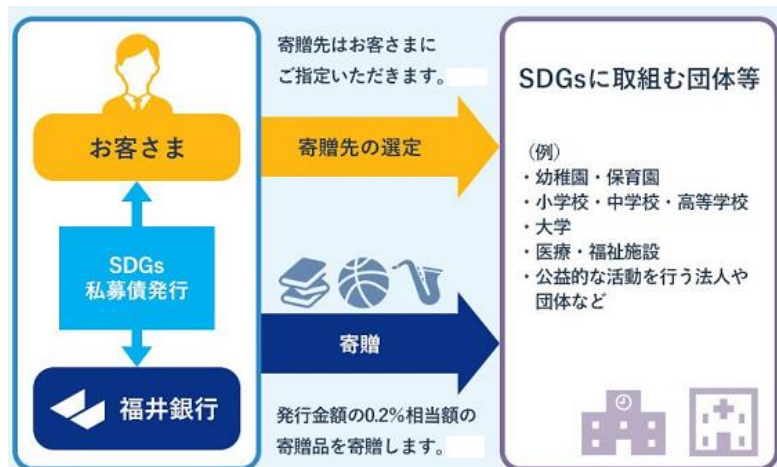 お客さま
SDGs
私募債発行
福井銀行
寄贈先はお客さまに
ご指定いただきます。
寄贈先の選定
寄贈
発行金額の0.2%相当額の
寄贈品を寄贈します。
SDGsに取組む団体等
（例）
・幼稚園・保育園
・小学校・中学校・高等学校
・大学
・医療・福祉施設
・公益的な活動を行う法人や
団体など